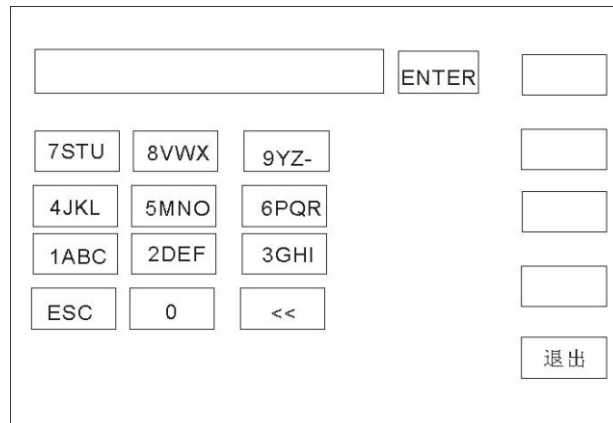 ENTER
7STU 8VWX 9YZ-
4JKL 5MNO 6PQR
1ABC 2DEF 3GHI
ESC 0 <<
退出